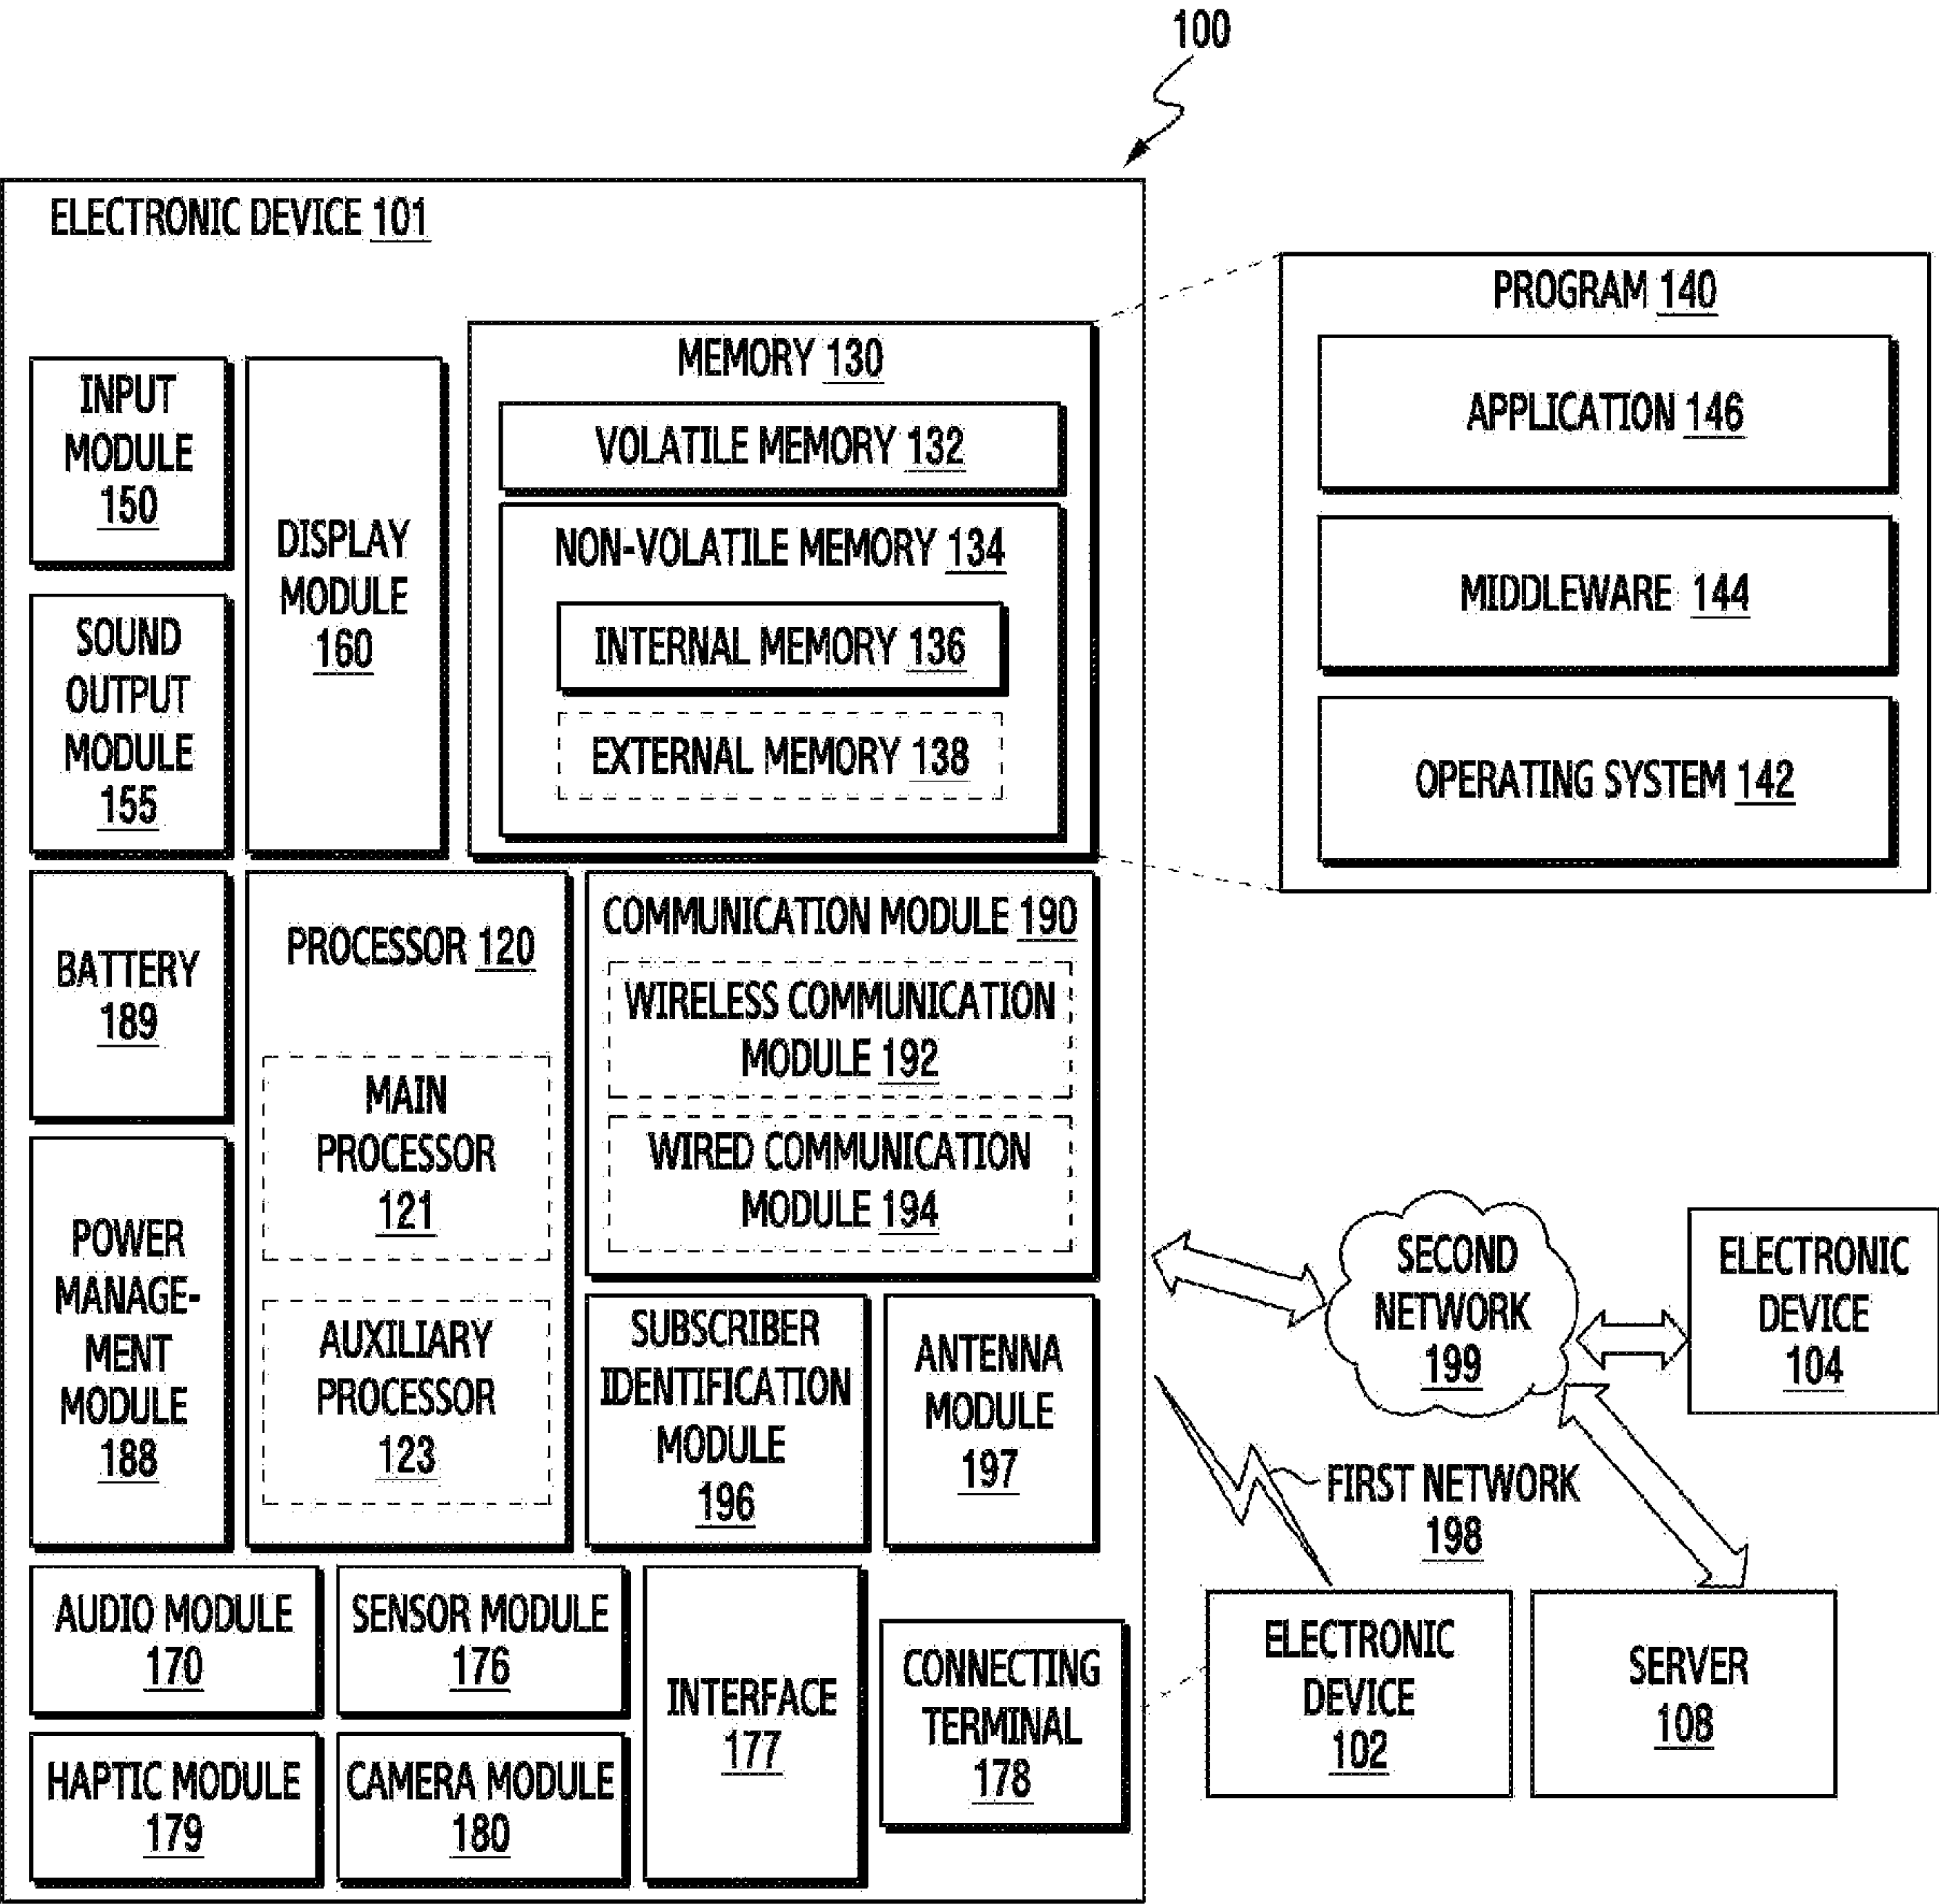 100
ELECTRONIC DEVICE 101
INPUT
MODULE
150
SOUND
OUTPUT
MODULE
155
DISPLAY
MODULE
160
MEMORY 130
VOLATILE MEMORY 132
NON-VOLATILE MEMORY 134
INTERNAL MEMORY 136
EXTERNAL MEMORY 138
PROGRAM 140
APPLICATION 146
MIDDLEWARE 144
OPERATING SYSTEM 142
BATTERY
189
POWER
MANAGE-
MENT
MODULE
188
PROCESSOR 120
MAIN
PROCESSOR
121
AUXILIARY
PROCESSOR
123
COMMUNICATION MODULE 190
WIRELESS COMMUNICATION
MODULE 192
WIRED COMMUNICATION
MODULE 194
SUBSCRIBER
IDENTIFICATION
MODULE
196
ANTENNA
MODULE
197
SECOND
NETWORK
199
ELECTRONIC
DEVICE
104
FIRST NETWORK
198
AUDIO MODULE
170
SENSOR MODULE
176
INTERFACE
177
CONNECTING
TERMINAL
178
HAPTIC MODULE
179
CAMERA MODULE
180
ELECTRONIC
DEVICE
102
SERVER
108